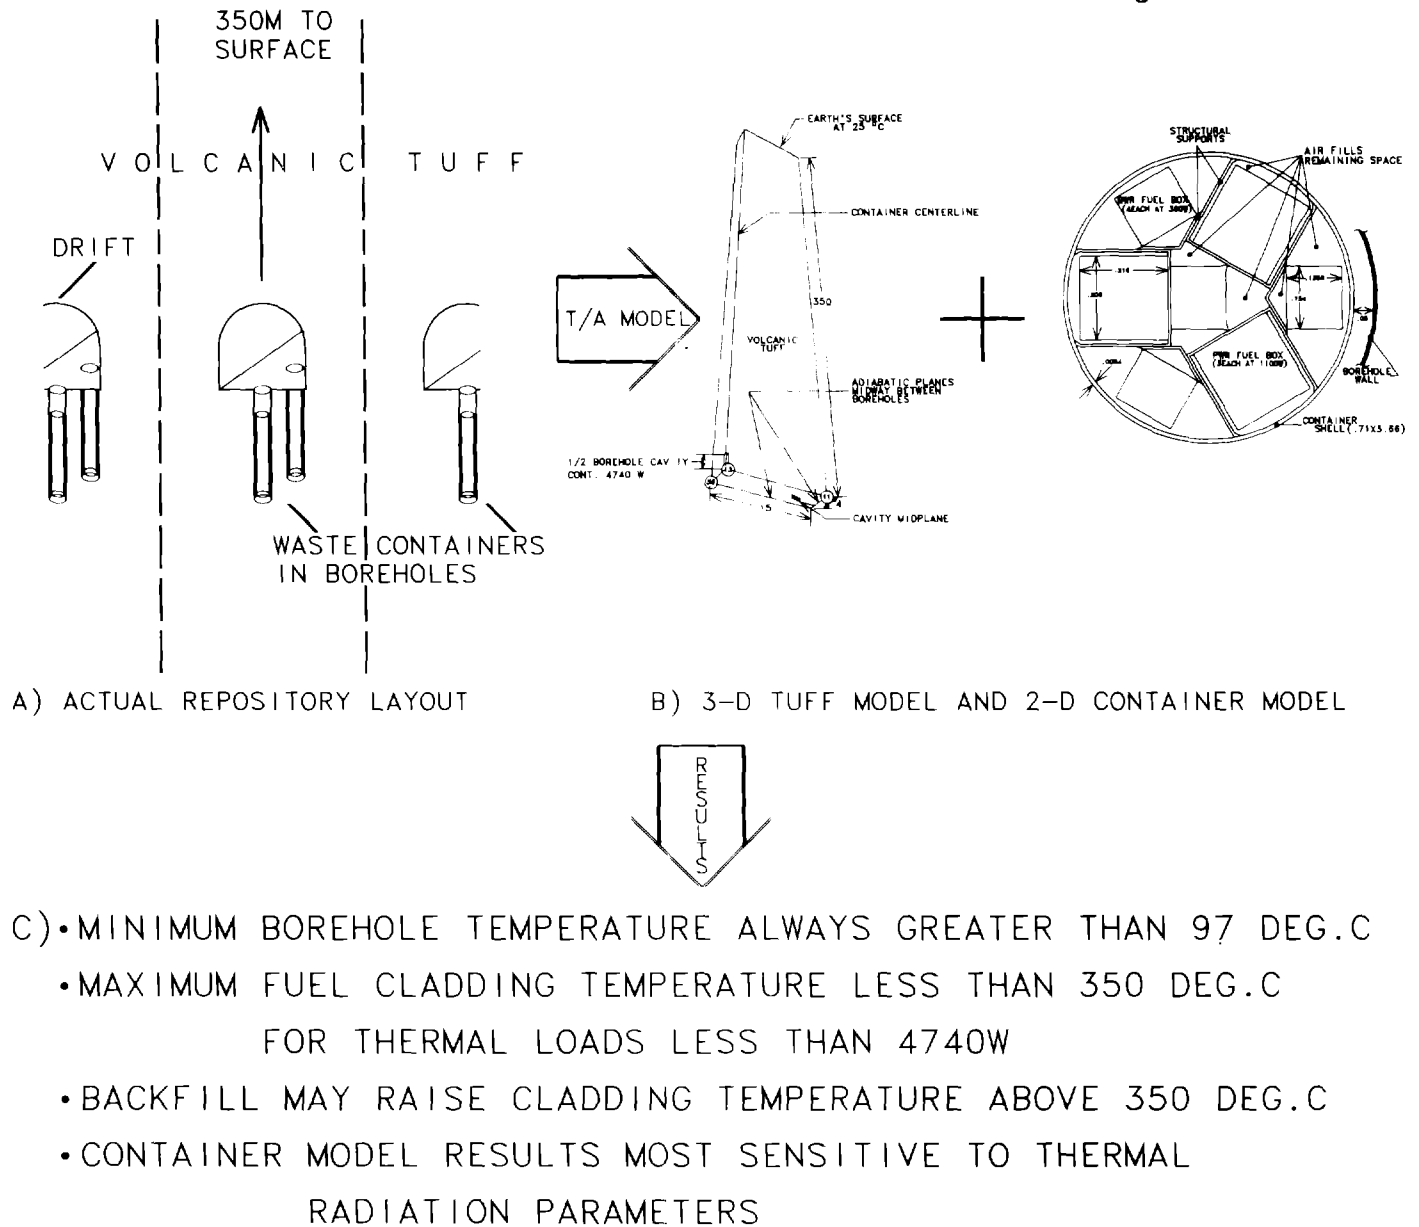 350M TO
SURFACE
VOLCANIC TUFF
DRIFT
WASTE CONTAINERS
IN BOREHOLES
T/A MODEL
EARTH'S SURFACE
AT 25 °C
CONTAINER CENTERLINE
350
VOLCANIC
TUFF
ADIABATIC PLANES
MIDWAY BETWEEN
BOREHOLES
1/2 BOREHOLE CAVITY
CONT. 4740 W
15
CAVITY MIDPLANE
STRUCTURAL
SUPPORTS
AIR FILLS
REMAINING SPACE
FUEL BOX
PWR FUEL BOX
BOREHOLE
WALL
CONTAINER
SHELL(.71X3.66)
A) ACTUAL REPOSITORY LAYOUT
B) 3-D TUFF MODEL AND 2-D CONTAINER MODEL
RESULTS
C)•MINIMUM BOREHOLE TEMPERATURE ALWAYS GREATER THAN 97 DEG.C
•MAXIMUM FUEL CLADDING TEMPERATURE LESS THAN 350 DEG.C
FOR THERMAL LOADS LESS THAN 4740W
•BACKFILL MAY RAISE CLADDING TEMPERATURE ABOVE 350 DEG.C
•CONTAINER MODEL RESULTS MOST SENSITIVE TO THERMAL
RADIATION PARAMETERS